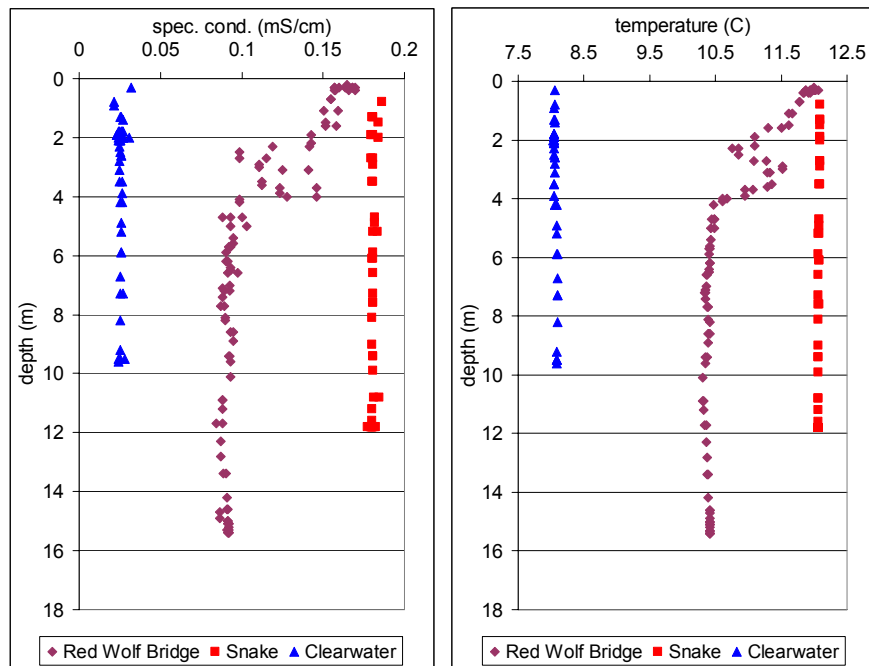 spec. cond. (mS/cm)
0 0.05 0.1 0.15 0.2
0
2
4
6
8
10
12
14
16
18
depth (m)
Red Wolf Bridge Snake Clearwater
temperature (C)
7.5 8.5 9.5 10.5 11.5 12.5
0
2
4
6
8
10
12
14
16
18
depth (m)
Red Wolf Bridge Snake Clearwater